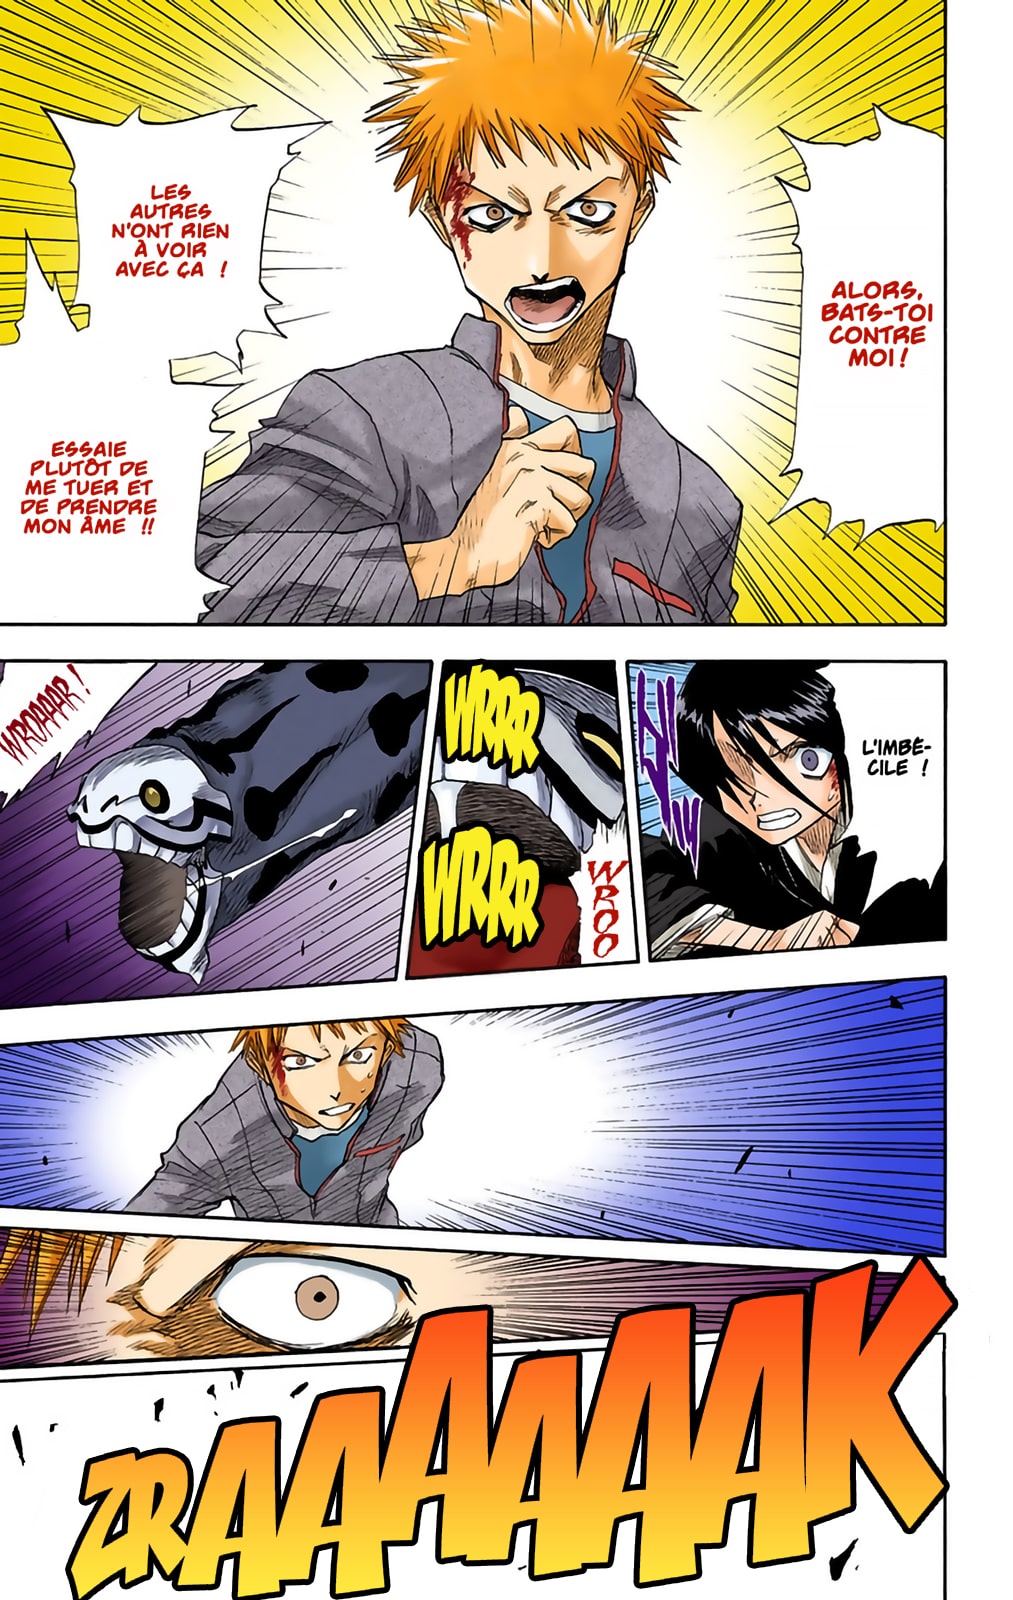 ALORS,
BATS-TOI
CONTRE
MOI !
LES
AUTRES
N'ONT RIEN
À VOIR
AVEC ÇA !
ESSAIE
PLUTÔT DE
ME TUER ET
DE PRENDRE
MON ÂME !!
L'IMBÉ-
CILE !
WRRR
WRRR
WROO
WROAAAR !
ZRAAAAAAAK